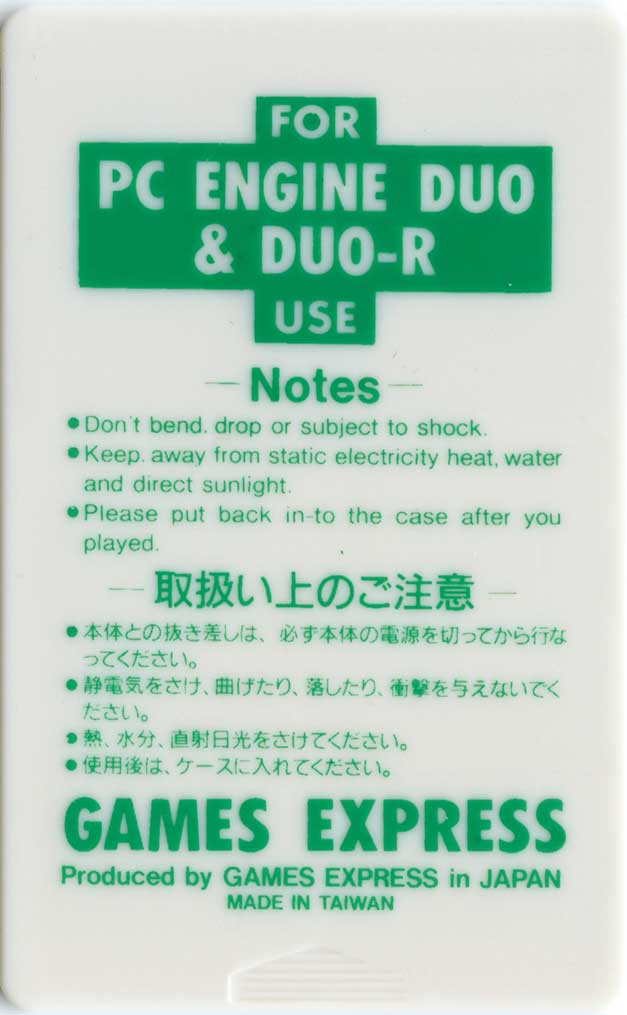 FOR
PC ENGINE DUO
& DUO-R
USE
Notes
●Don't bend. drop or subject to shock.
●Keep. away from static electricity heat, water
and direct sunlight.
●Please put back in-to the case after you
played.
取扱い上のご注意
●本体との抜き差しは、必ず本体の電源を切ってから行な
ってください。
●静電気をさけ、曲げたり、落したり、衝撃を与えないでく
ださい。
●熱、水分、直射日光をさけてください。
●使用後は、ケースに入れてください。
GAMES EXPRESS
Produced by GAMES EXPRESS in JAPAN
MADE IN TAIWAN